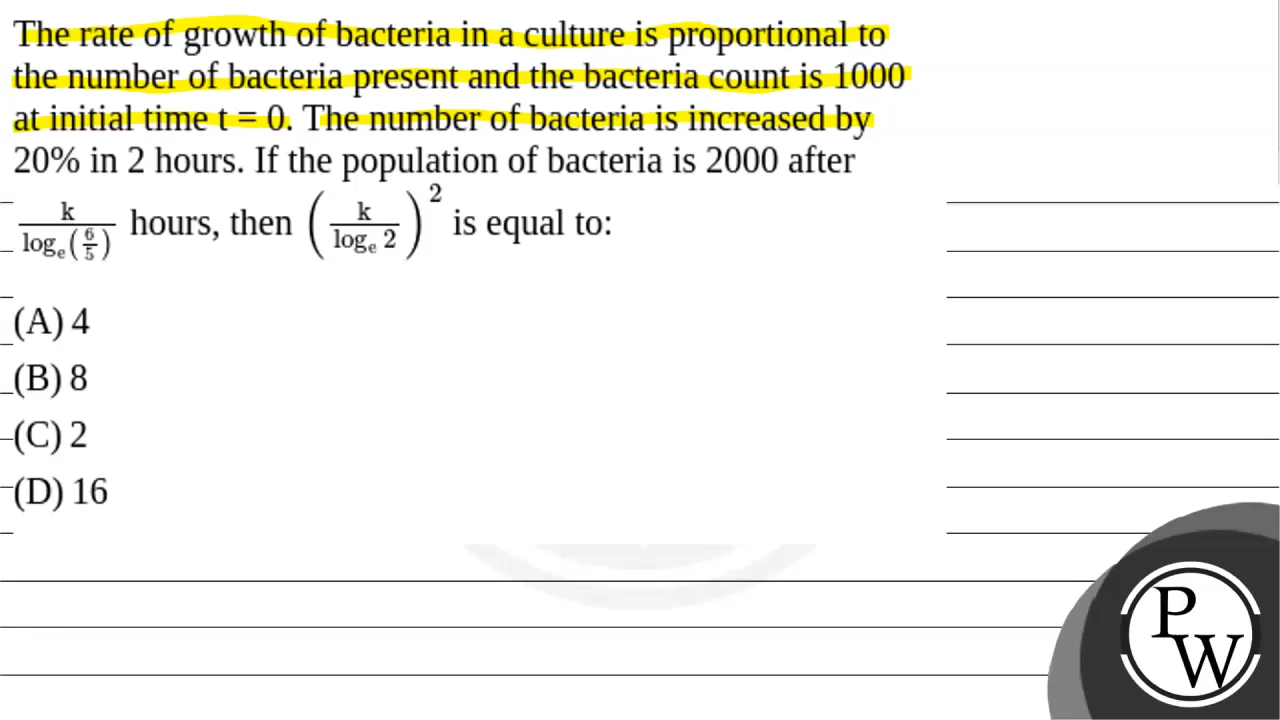 The rate of growth of bacteria in a culture is proportional to
the number of bacteria present and the bacteria count is 1000
at initial time t = 0. The number of bacteria is increased by
20% in 2 hours. If the population of bacteria is 2000 after
k/logₑ(6/5) hours, then (k/logₑ 2)² is equal to:
(A) 4
(B) 8
(C) 2
(D) 16
PW